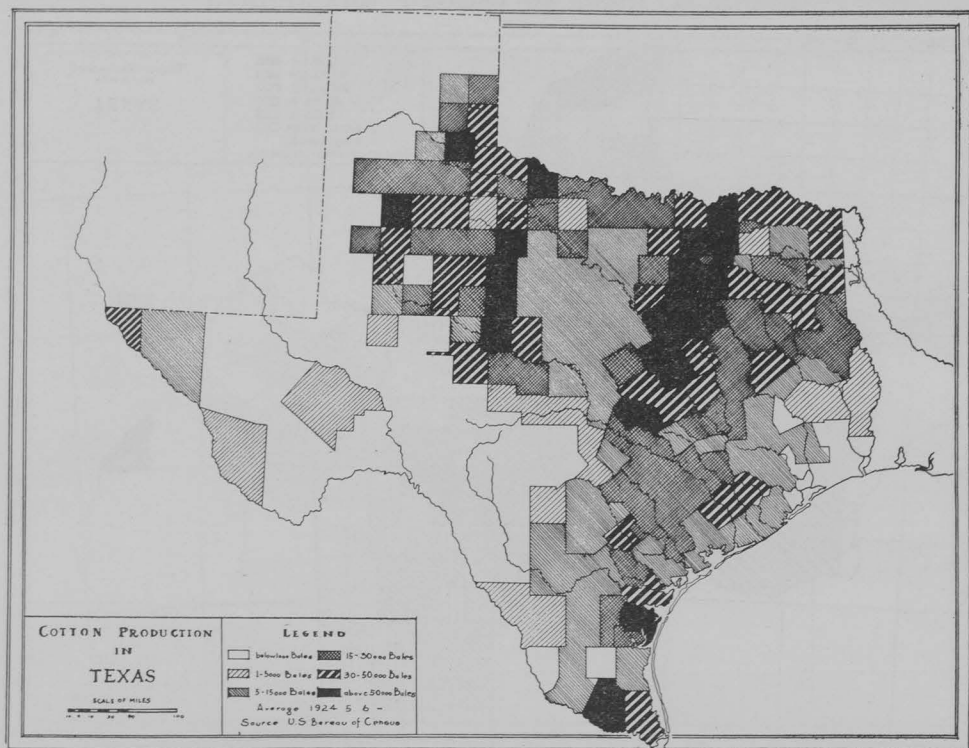 COTTON PRODUCTION
IN
TEXAS
SCALE OF MILES
LEGEND
below 1000 Bales
1-5000 Bales
5-15000 Bales
15-30000 Bales
30-50000 Bales
above 50000 Bales
Average 1924 5 6 -
Source U.S Bureau of Census